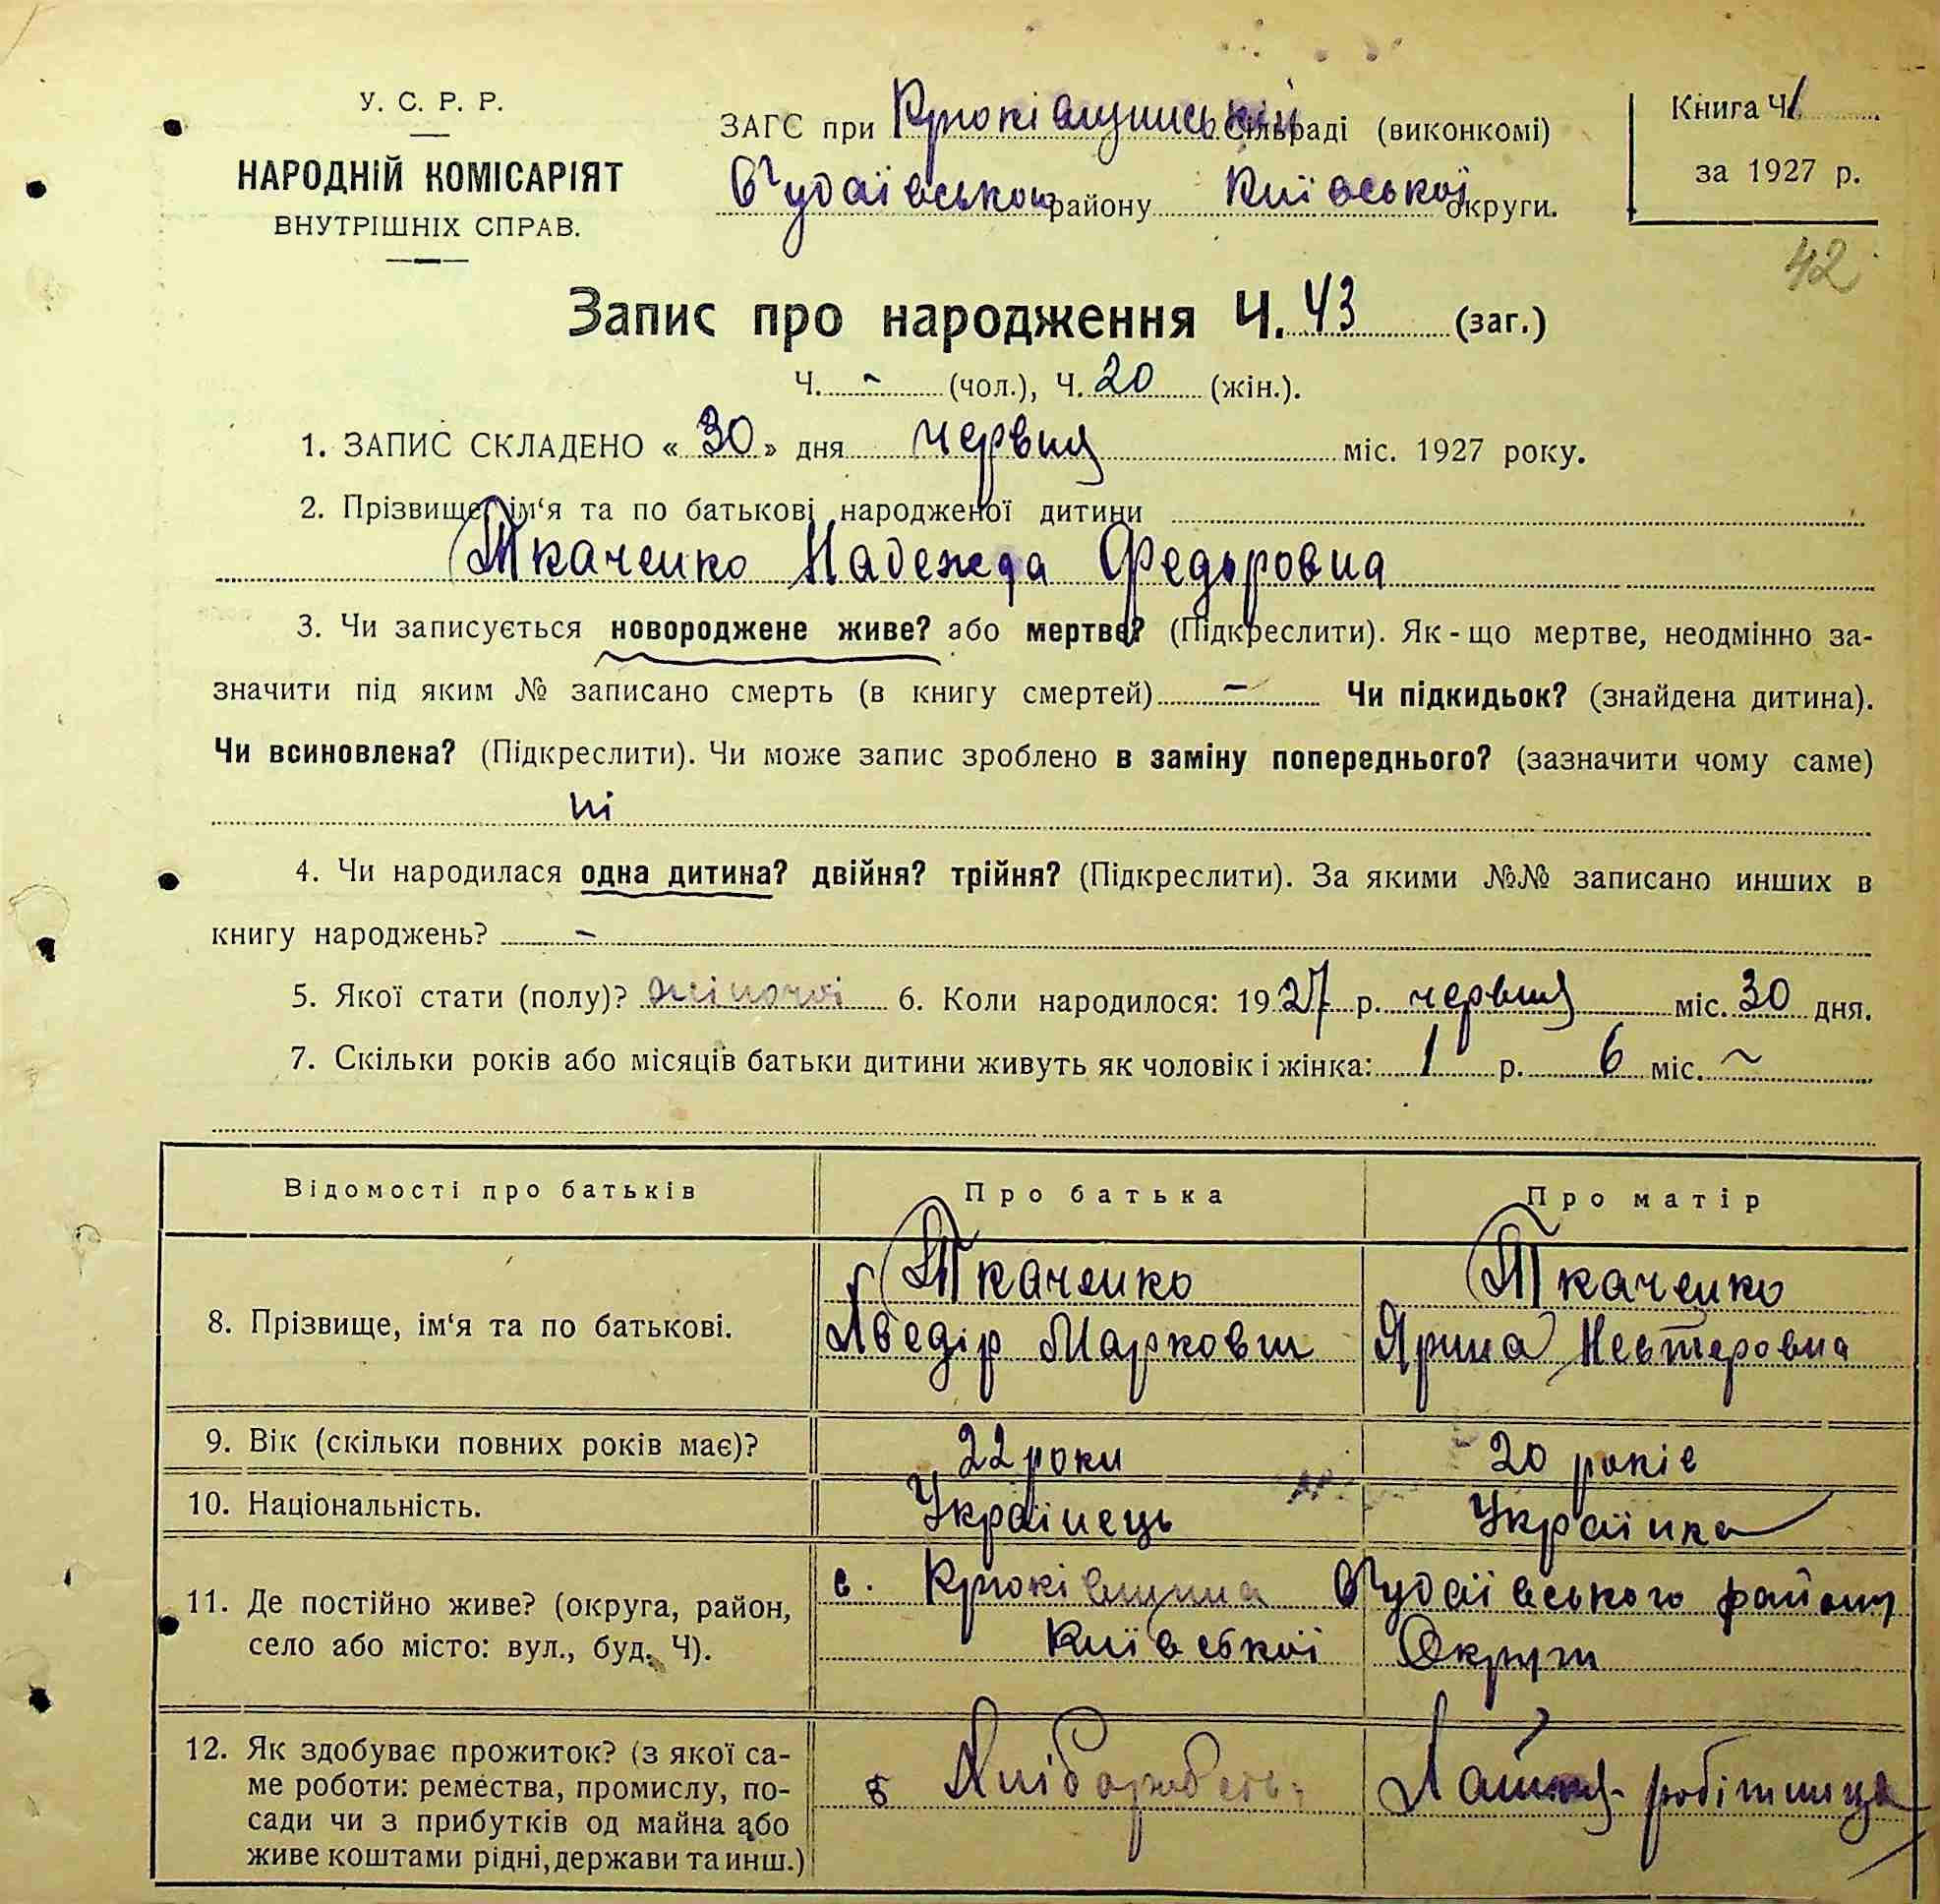 У. С. Р. Р.
НАРОДНІЙ КОМІСАРІЯТ
ВНУТРІШНІХ СПРАВ.
ЗАГС при Крюківщинській сільраді (виконкомі)
Будаївського району Київської округи.
Книга Ч. 1
за 1927 р.
42
Запис про народження Ч. 43 (заг.)
Ч. - (чол.), Ч. 20 (жін.).
1. ЗАПИС СКЛАДЕНО «30» дня червня міс. 1927 року.
2. Прізвище, ім‘я та по батькові народженої дитини
Ткаченко Надежда Федоровна
3. Чи записується новороджене живе? або мертве? (Підкреслити). Як-що мертве, неодмінно за-
значити під яким № записано смерть (в книгу смертей) - Чи підкидьок? (знайдена дитина).
Чи всиновлена? (Підкреслити). Чи може запис зроблено в заміну попереднього? (зазначити чому саме)
ні
4. Чи народилася одна дитина? двійня? трійня? (Підкреслити). За якими №№ записано инших в
книгу народжень? -
5. Якої стати (полу)? жіночої 6. Коли народилося: 1927 р. червня міс. 30 дня.
7. Скільки років або місяців батьки дитини живуть як чоловік і жінка: 1 р. 6 міс. ~
Відомості про батьків Про батька Про матір
Ткаченко Ткаченко
8. Прізвище, ім‘я та по батькові. Хведір Маркович Ярина Нестеровна
9. Вік (скільки повних років має)? 22 роки 20 років
10. Національність. Українець Українка
11. Де постійно живе? (округа, район, с. Крюківщина Будаївського району
село або місто: вул., буд. Ч). Київської Округи
12. Як здобуває прожиток? (з якої са-
ме роботи: ремества, промислу, по- Хлібороб
сади чи з прибутків од майна або
живе коштами рідні, держави та инш.)